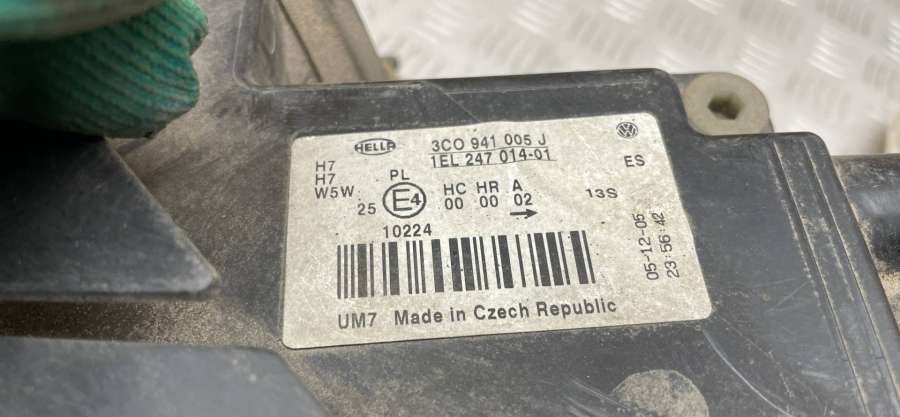 HELLA 3C0 941 005 J
1EL 247 014-01
H7
H7
W5W
PL
25 E4
10224
HC HR A
00 00 02 →
ES
13S
05-12-05
23:56:42
UM7 Made in Czech Republic